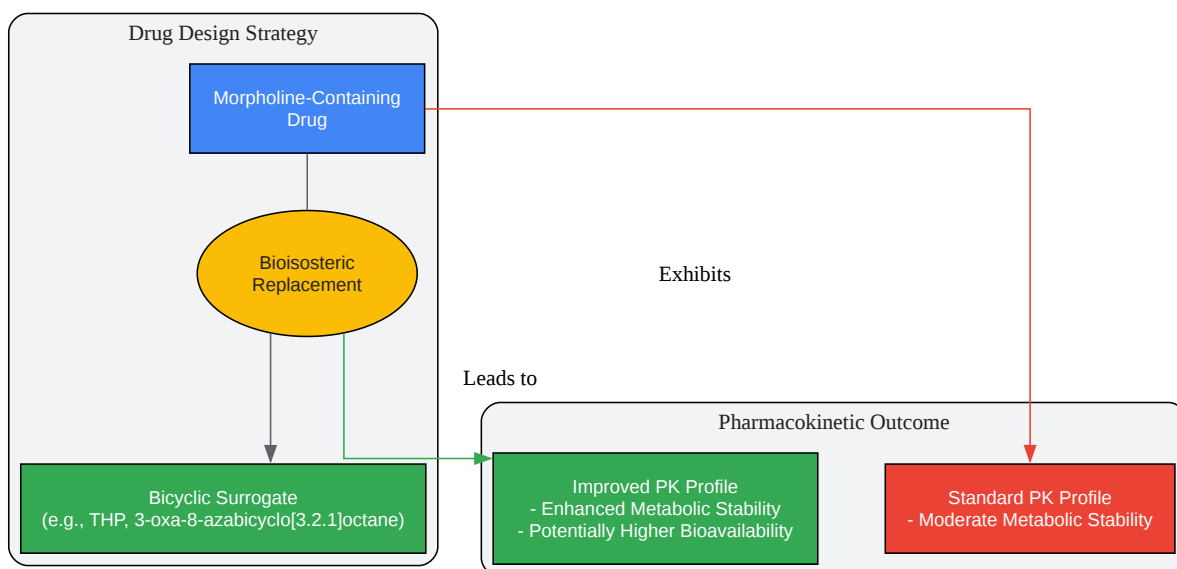 Drug Design Strategy
Morpholine-Containing
Drug
Bioisosteric
Replacement
Exhibits
Leads to
Bicyclic Surrogate
(e.g., THP, 3-oxa-8-azabicyclo[3.2.1]octane)
Pharmacokinetic Outcome
Improved PK Profile
- Enhanced Metabolic Stability
- Potentially Higher Bioavailability
Standard PK Profile
- Moderate Metabolic Stability